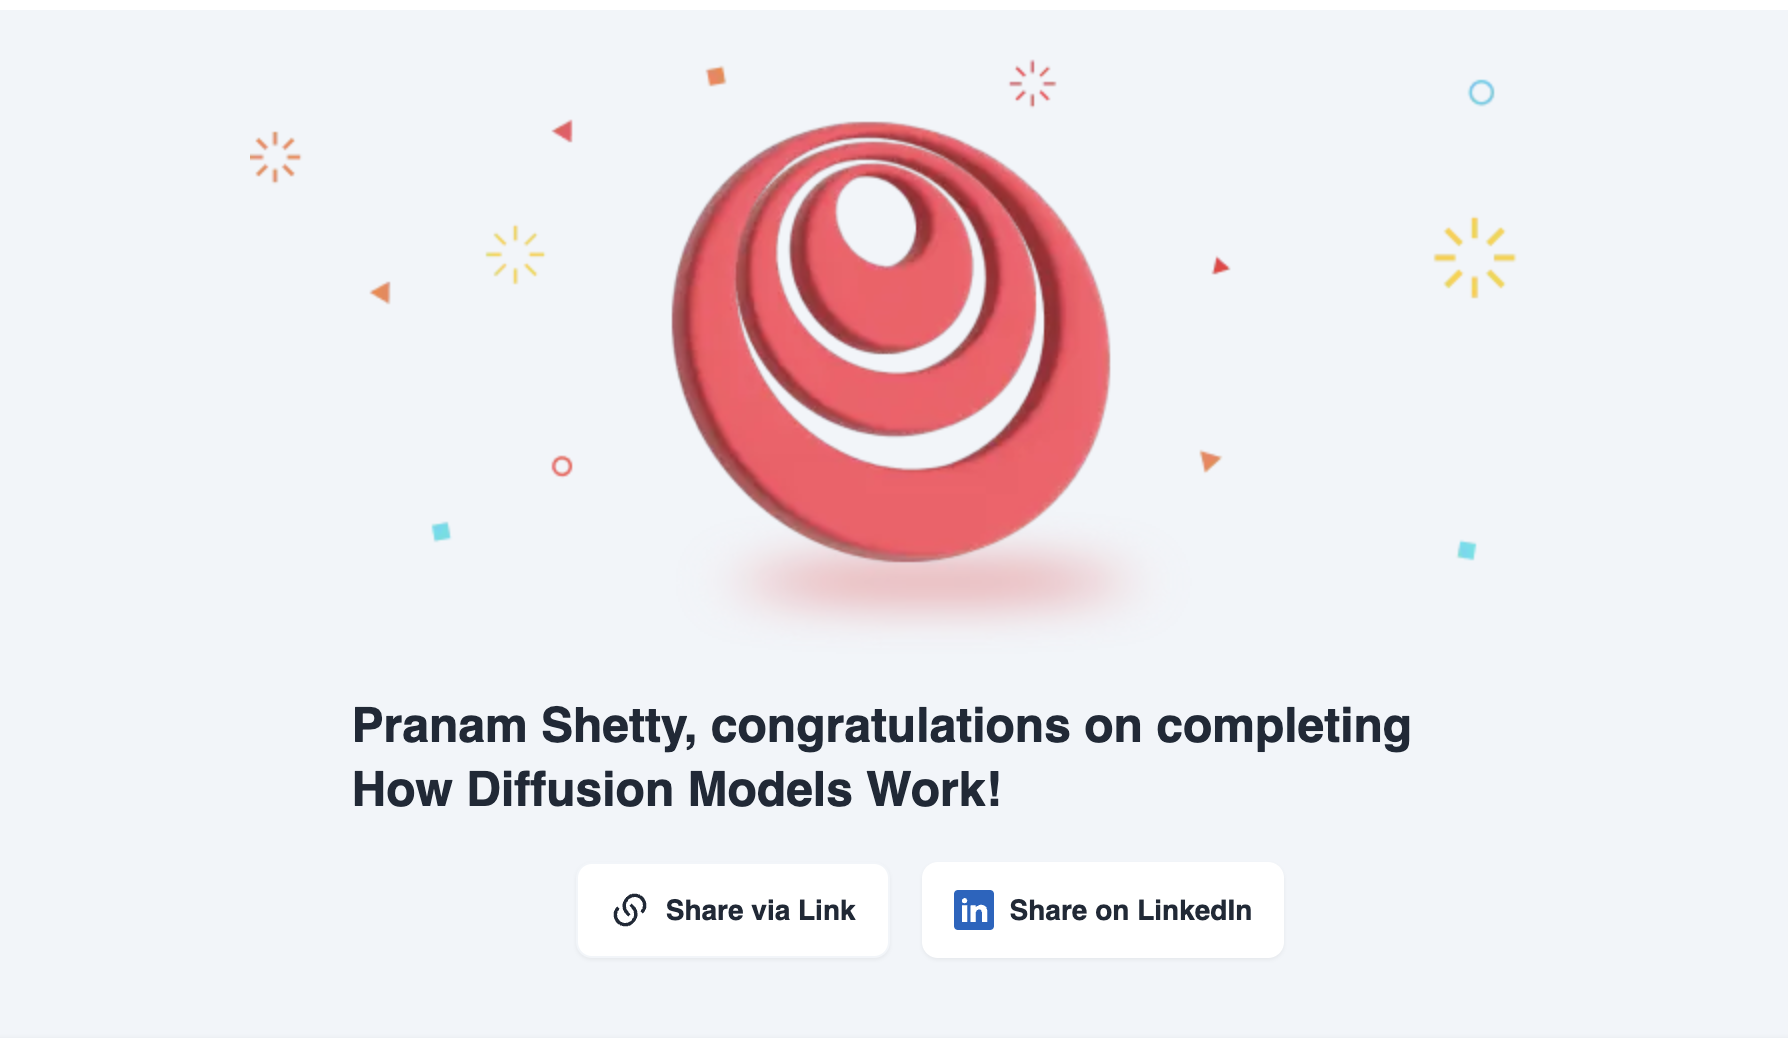 Pranam Shetty, congratulations on completing
How Diffusion Models Work!
Share via Link
in Share on LinkedIn